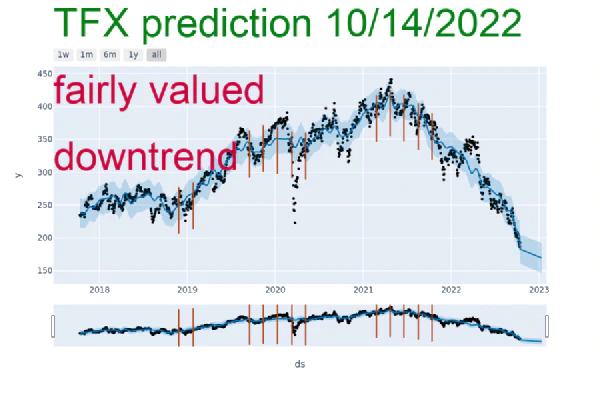 TFX prediction 10/14/2022
1w 1m 6m 1y all
fairly valued
downtrend
450
400
350
300
250
200
150
y
2018 2019 2020 2021 2022 2023
ds